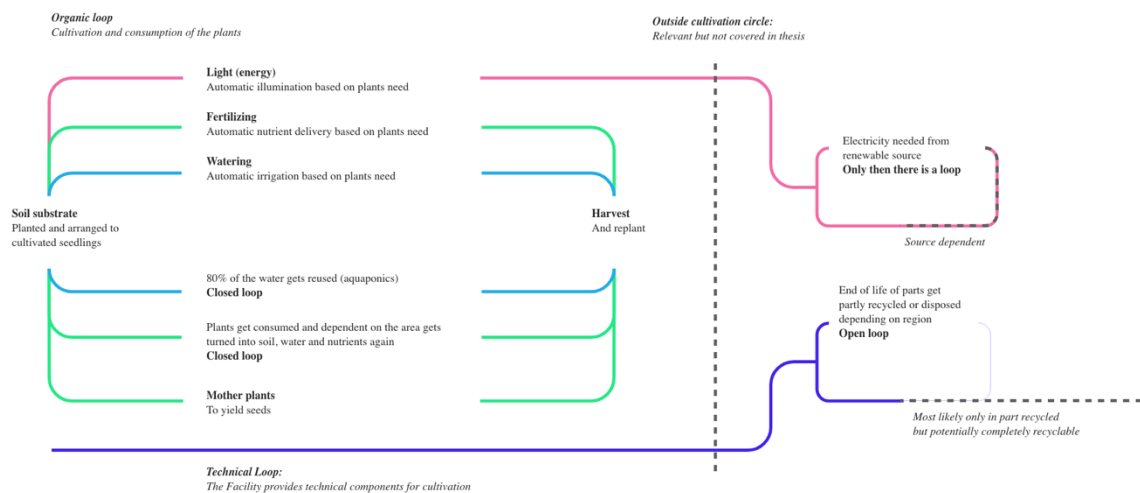 Organic loop
Cultivation and consumption of the plants
Outside cultivation circle:
Relevant but not covered in thesis
Light (energy)
Automatic illumination based on plants need
Fertilizing
Automatic nutrient delivery based on plants need
Watering
Automatic irrigation based on plants need
Electricity needed from
renewable source
Only then there is a loop
Source dependent
Soil substrate
Planted and arranged to
cultivated seedlings
Harvest
And replant
80% of the water gets reused (aquaponics)
Closed loop
Plants get consumed and dependent on the area gets
turned into soil, water and nutrients again
Closed loop
Mother plants
To yield seeds
End of life of parts get
partly recycled or disposed
depending on region
Open loop
Most likely only in part recycled
but potentially completely recyclable
Technical Loop:
The Facility provides technical components for cultivation